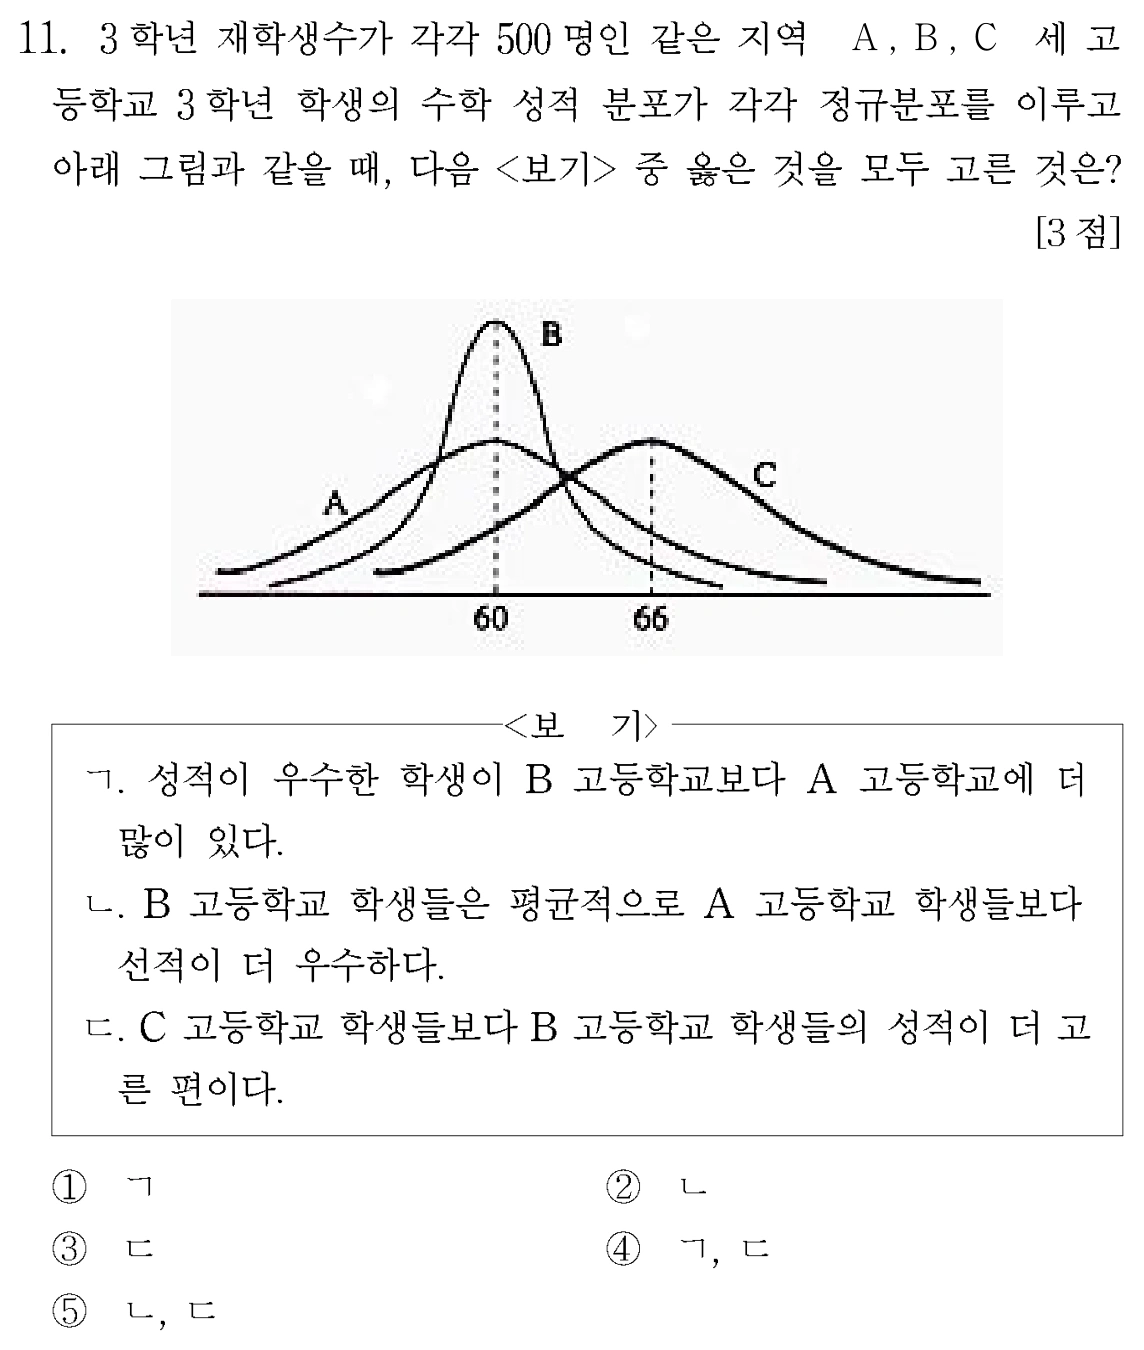 11. 3학년 재학생수가 각각 500명인 같은 지역 A, B, C 세 고
등학교 3학년 학생의 수학 성적 분포가 각각 정규분포를 이루고
아래 그림과 같을 때, 다음 <보기> 중 옳은 것을 모두 고른 것은?
[3점]
B
A
C
60 66
<보 기>
ㄱ. 성적이 우수한 학생이 B 고등학교보다 A 고등학교에 더
많이 있다.
ㄴ. B 고등학교 학생들은 평균적으로 A 고등학교 학생들보다
선적이 더 우수하다.
ㄷ. C 고등학교 학생들보다 B 고등학교 학생들의 성적이 더 고
른 편이다.
① ㄱ ② ㄴ
③ ㄷ ④ ㄱ, ㄷ
⑤ ㄴ, ㄷ